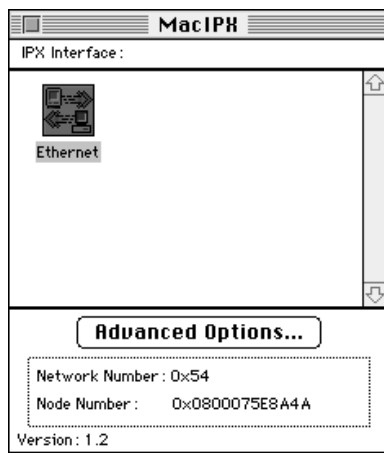 MacIPX
IPX Interface:
Ethernet
Advanced Options...
Network Number: 0x54
Node Number: 0x0800075E8A4A
Version: 1.2